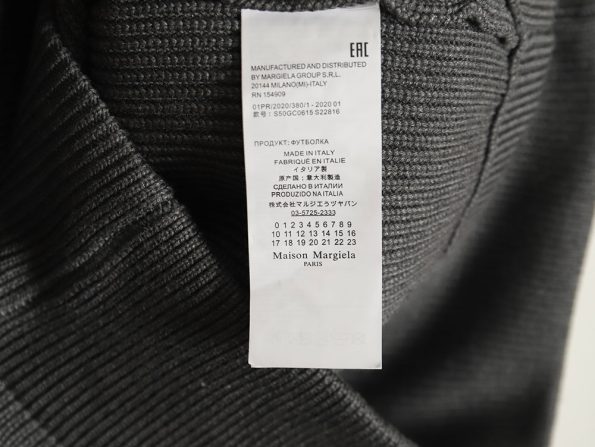 EAC
MANUFACTURED AND DISTRIBUTED
BY MARGIELA GROUP S.R.L.
20144 MILANO(MI)-ITALY
RN 154909
01PR/2020/380/1 - 2020 01
款号: S50GC0615 S22816
ПРОДУКТ: ФУТБОЛКА
MADE IN ITALY
FABRIQUÉ EN ITALIE
イタリア製
原产国: 意大利製造
СДЕЛАНО В ИТАЛИИ
PRODUZIDO NA ITALIA
株式会社マルジエラジャパン
03-5725-2333
0 1 2 3 4 5 6 7 8 9
10 11 12 13 14 15 16
17 18 19 20 21 22 23
Maison Margiela
PARIS